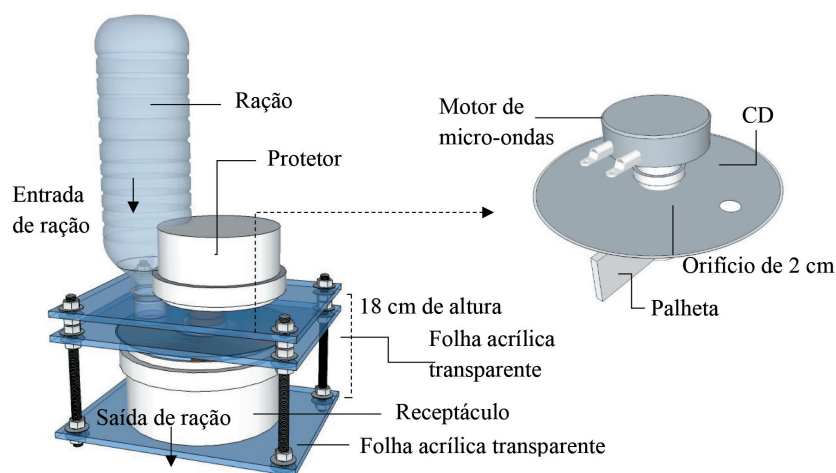 Ração
Protetor
Entrada
de ração
18 cm de altura
Folha acrílica
transparente
Saída de ração
Receptáculo
Folha acrílica transparente
Motor de
micro-ondas
CD
Orifício de 2 cm
Palheta